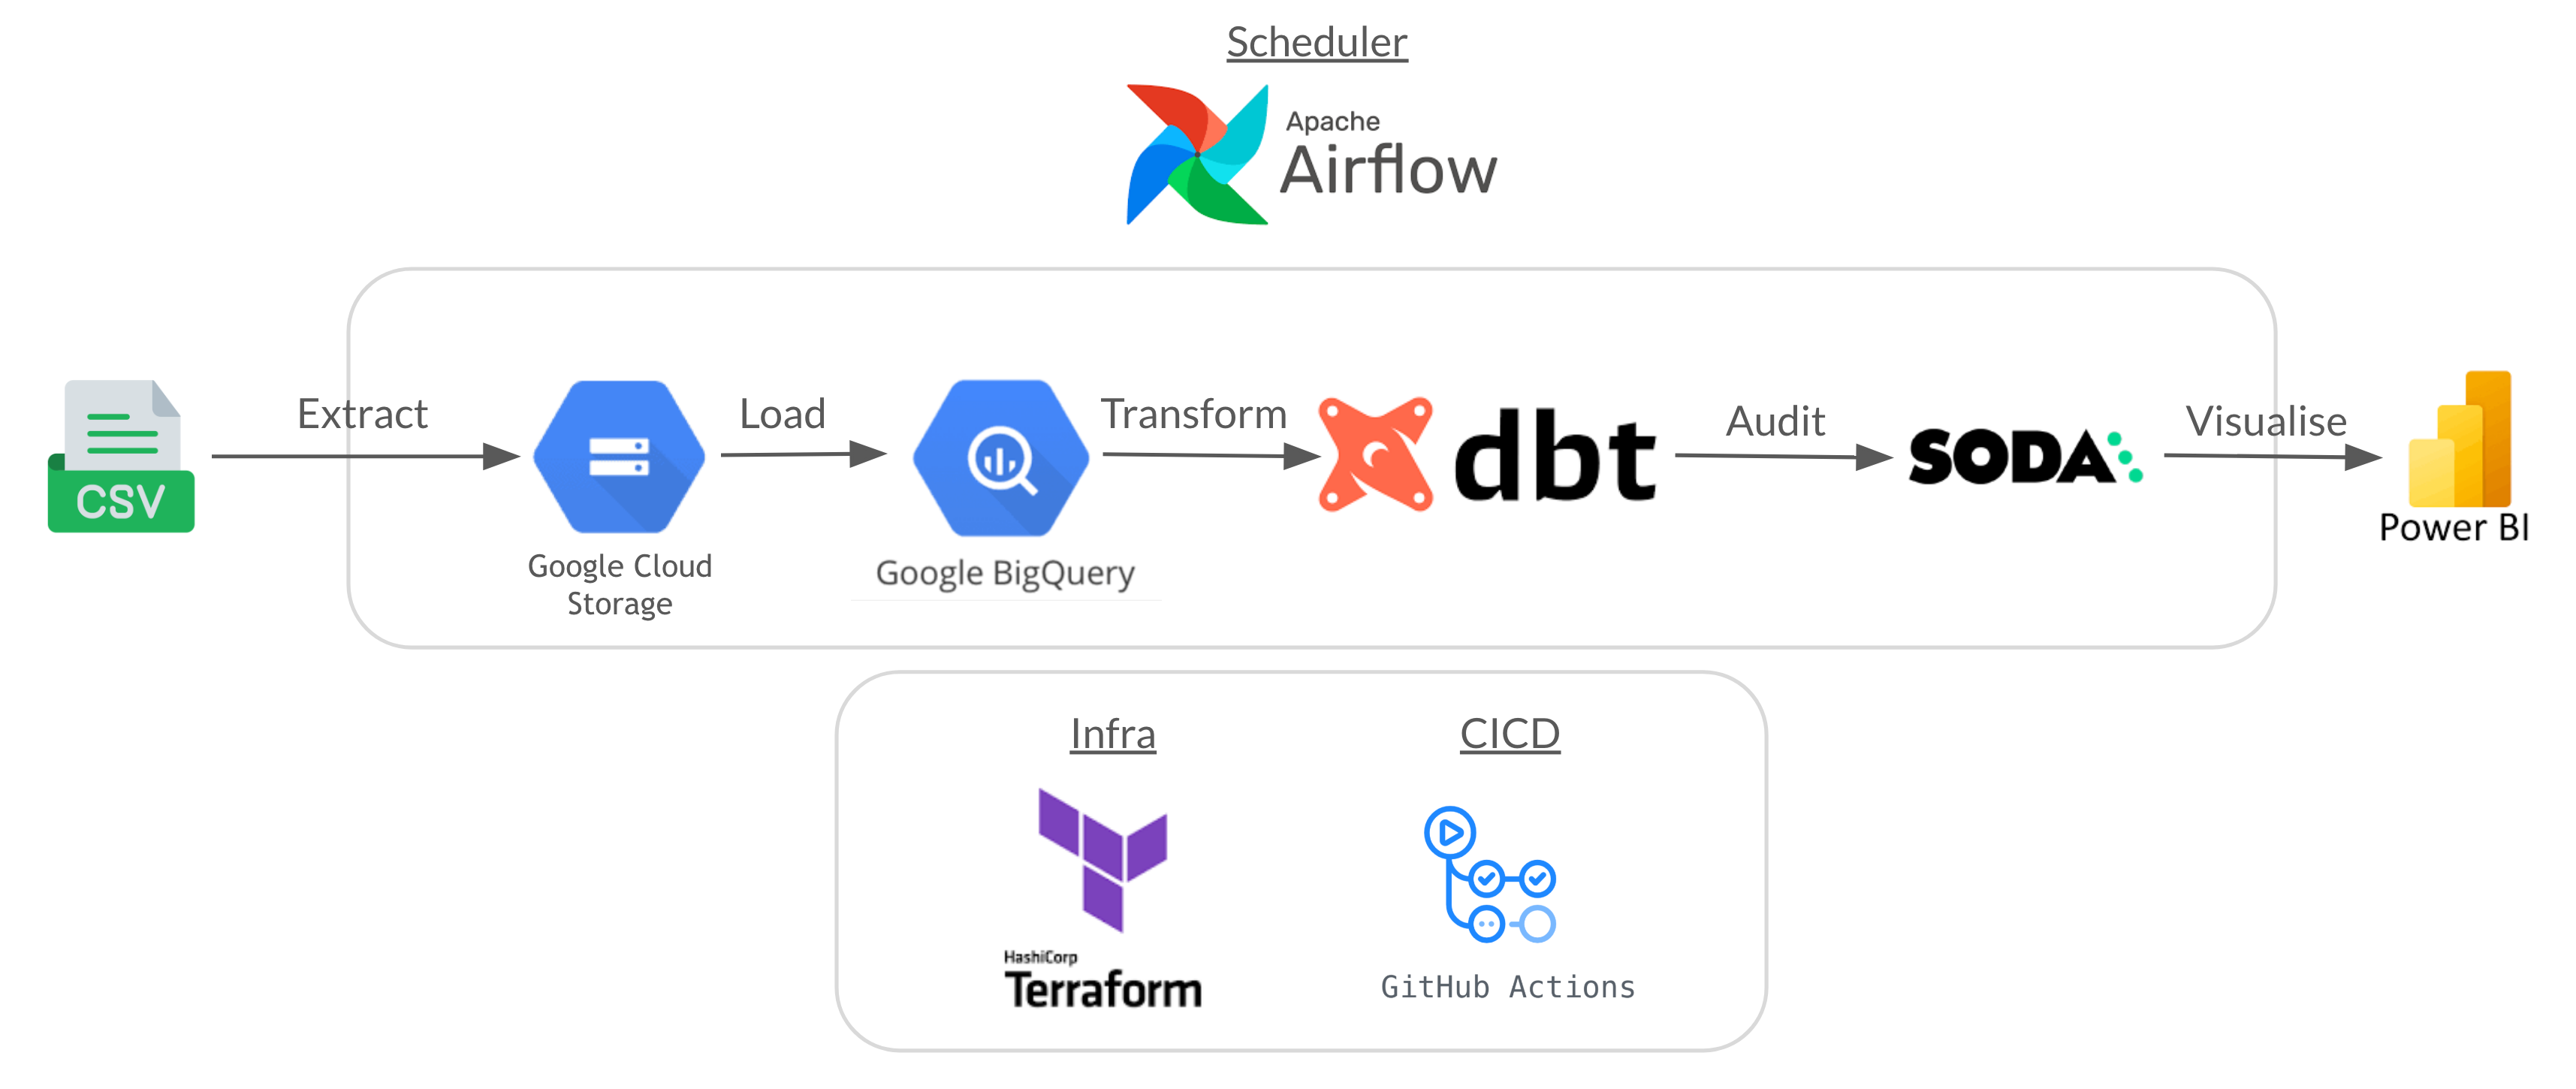 Scheduler
Apache
Airflow
Extract
Load
Transform
Audit
Visualise
CSV
dbt
SODA
Power BI
Google Cloud
Storage
Google BigQuery
Infra
CICD
HashiCorp
Terraform
GitHub Actions